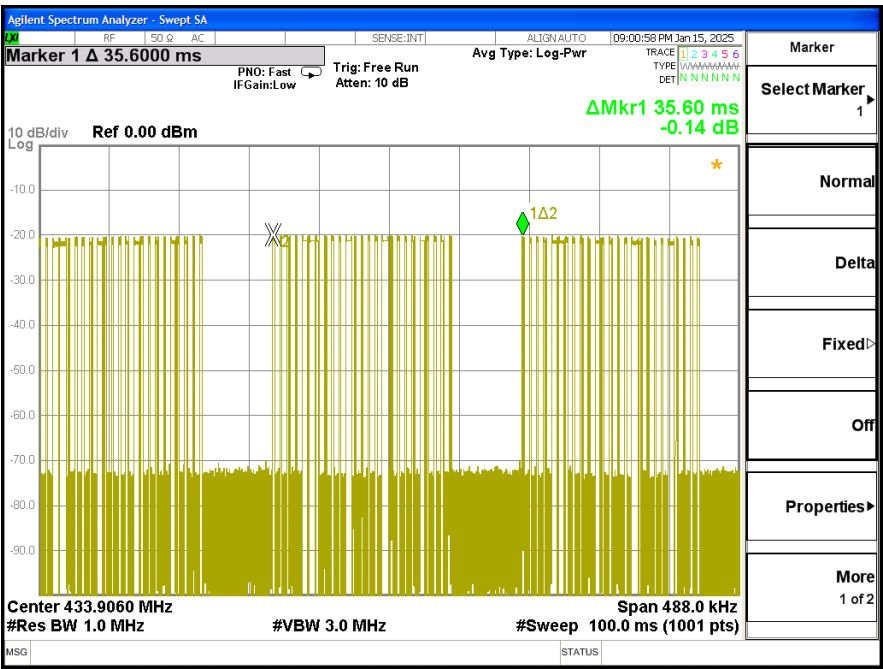 Agilent Spectrum Analyzer - Swept SA
LXI RF 50 Ω AC SENSE:INT ALIGN AUTO 09:00:58 PM Jan 15, 2025
Marker 1 Δ 35.6000 ms
PNO: Fast
IFGain:Low
Trig: Free Run
Atten: 10 dB
Avg Type: Log-Pwr
TRACE 1 2 3 4 5 6
TYPE
DET N N N N N N
ΔMkr1 35.60 ms
-0.14 dB
10 dB/div Ref 0.00 dBm
Log
*
-10.0
-20.0
-30.0
-40.0
-50.0
-60.0
-70.0
-80.0
-90.0
1Δ2
2
Center 433.9060 MHz
Span 488.0 kHz
#Res BW 1.0 MHz
#VBW 3.0 MHz
#Sweep 100.0 ms (1001 pts)
MSG
STATUS
Marker
Select Marker
1
Normal
Delta
Fixed
Off
Properties
More
1 of 2